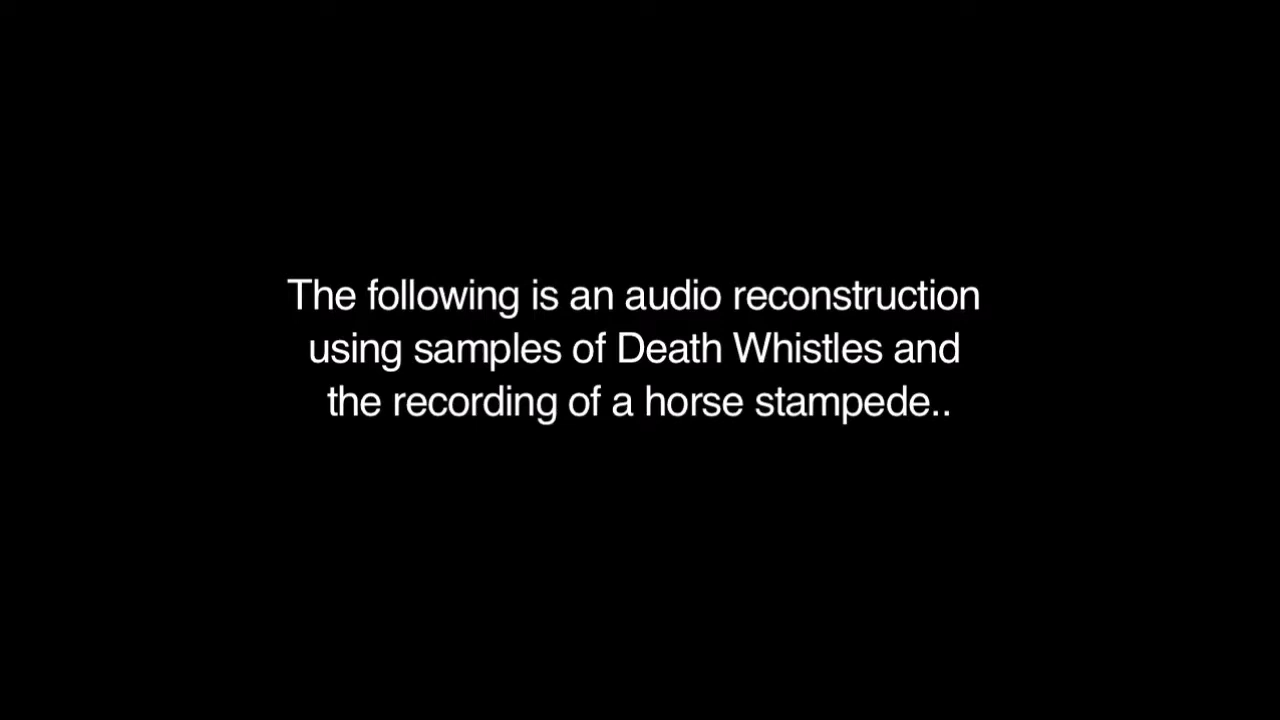 The following is an audio reconstruction
using samples of Death Whistles and
the recording of a horse stampede..